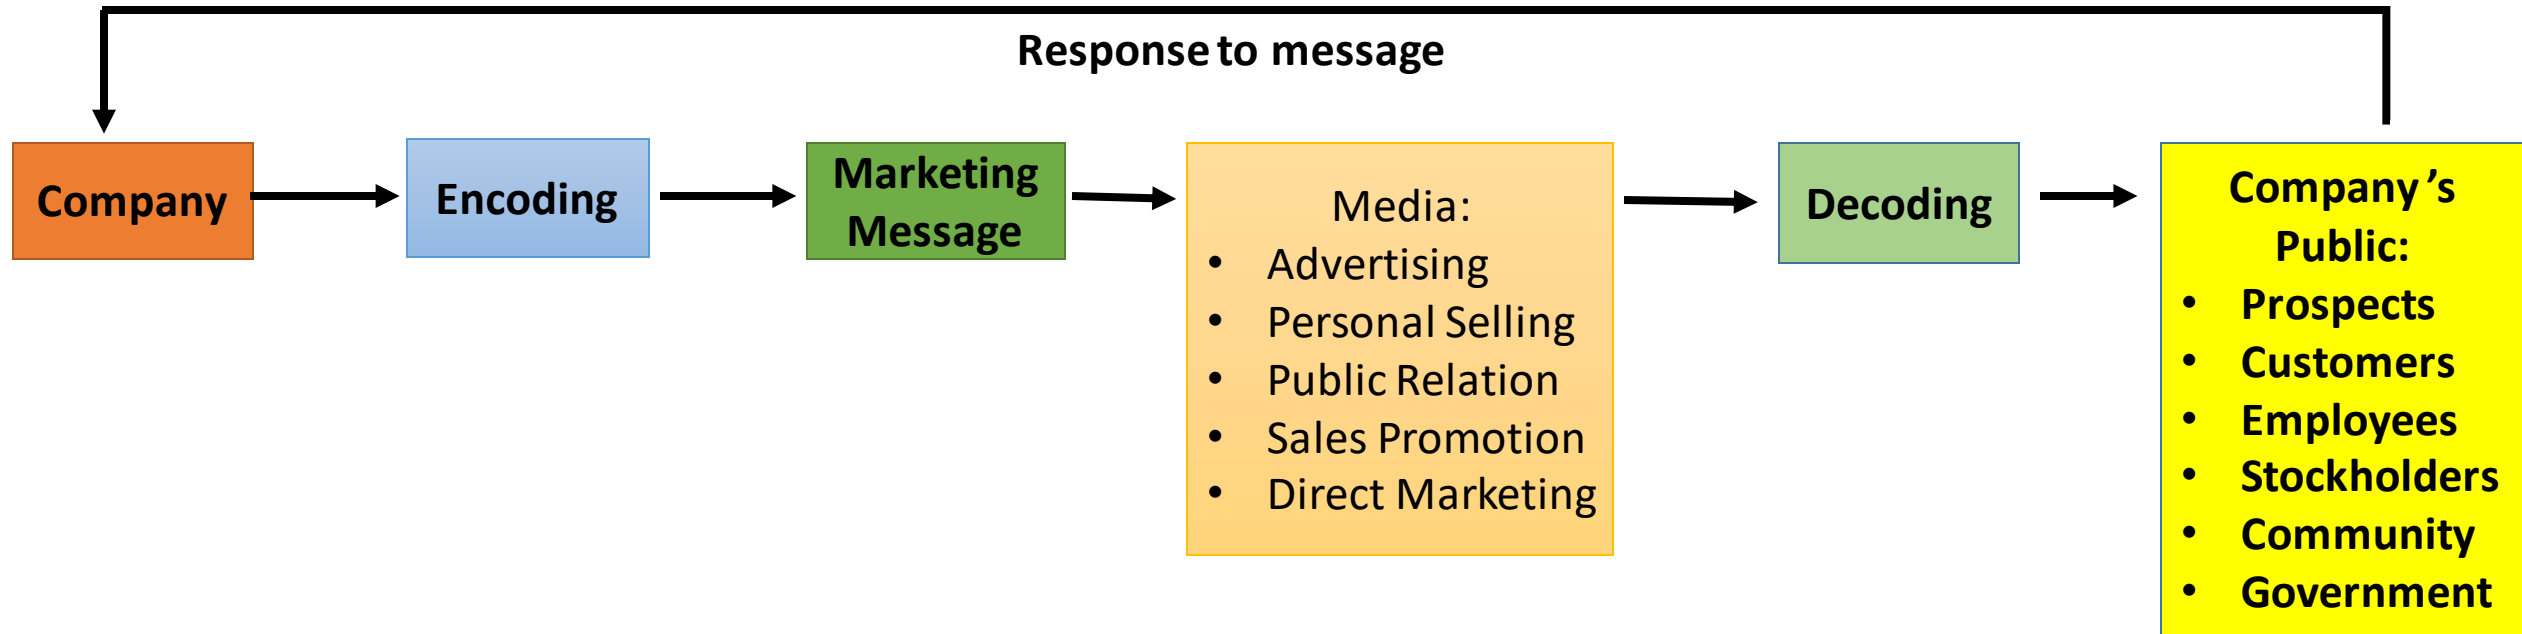 Response to message
Company
Encoding
Marketing
Message
Media:
• Advertising
• Personal Selling
• Public Relation
• Sales Promotion
• Direct Marketing
Decoding
Company's
Public:
• Prospects
• Customers
• Employees
• Stockholders
• Community
• Government